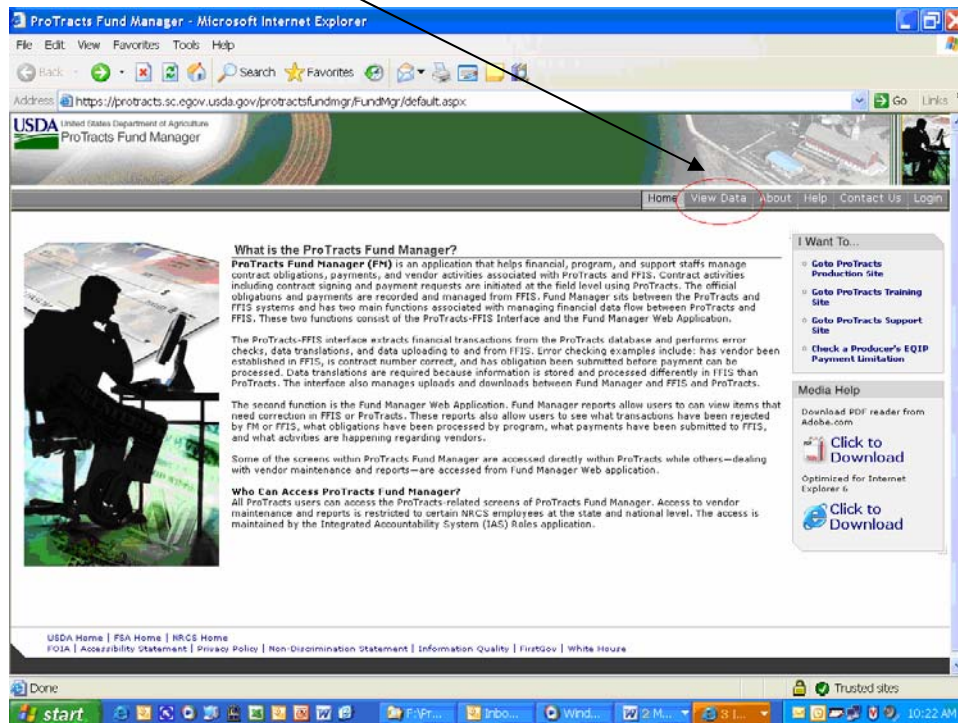 ProTracts Fund Manager - Microsoft Internet Explorer
File Edit View Favorites Tools Help
Back Search Favorites
Address https://protracts.sc.egov.usda.gov/protractsfundmgr/FundMgr/default.aspx Go Links
USDA United States Department of Agriculture
ProTracts Fund Manager
Home View Data About Help Contact Us Login
What is the ProTracts Fund Manager?
ProTracts Fund Manager (FM) is an application that helps financial, program, and support staffs manage
contract obligations, payments, and vendor activities associated with ProTracts and FFIS. Contract activities
including contract signing and payment requests are initiated at the field level using ProTracts. The official
obligations and payments are recorded and managed from FFIS. Fund Manager sits between the ProTracts and
FFIS systems and has two main functions associated with managing financial data flow between ProTracts and
FFIS. These two functions consist of the ProTracts-FFIS Interface and the Fund Manager Web Application.
The ProTracts-FFIS interface extracts financial transactions from the ProTracts database and performs error
checks, data translations, and data uploading to and from FFIS. Error checking examples include: has vendor been
established in FFIS, is contract number correct, and has obligation been submitted before payment can be
processed. Data translations are required because information is stored and processed differently in FFIS than
ProTracts. The interface also manages uploads and downloads between Fund Manager and FFIS and ProTracts.
The second function is the Fund Manager Web Application. Fund Manager reports allow users to can view items that
need correction in FFIS or ProTracts. These reports also allow users to see what transactions have been rejected
by FM or FFIS, what obligations have been processed by program, what payments have been submitted to FFIS,
and what activities are happening regarding vendors.
Some of the screens within ProTracts Fund Manager are accessed directly within ProTracts while others—dealing
with vendor maintenance and reports—are accessed from Fund Manager Web application.
Who Can Access ProTracts Fund Manager?
All ProTracts users can access the ProTracts-related screens of ProTracts Fund Manager. Access to vendor
maintenance and reports is restricted to certain NRCS employees at the state and national level. The access is
maintained by the Integrated Accountability System (IAS) Roles application.
I Want To...
Goto ProTracts
Production Site
Goto ProTracts Training
Site
Goto ProTracts Support
Site
Check a Producer's EQIP
Payment Limitation
Media Help
Download PDF reader from
Adobe.com
Click to
Download
Optimized for Internet
Explorer 6
Click to
Download
USDA Home | FSA Home | NRCS Home
FOIA | Accessibility Statement | Privacy Policy | Non-Discrimination Statement | Information Quality | FirstGov | White House
Done Trusted sites
start F:\Pr... Inbo... Wind... 2 M... 3 I... 10:22 AM